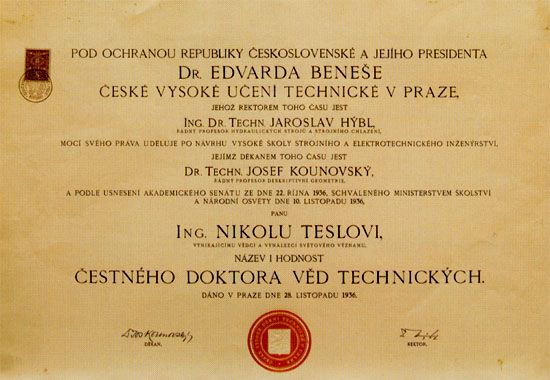 POD OCHRANOU REPUBLIKY ČESKOSLOVENSKÉ A JEJÍHO PRESIDENTA
DR. EDVARDA BENEŠE
ČESKÉ VYSOKÉ UČENÍ TECHNICKÉ V PRAZE,
JEHOŽ REKTOREM TOHO ČASU JEST
ING. DR. TECHN. JAROSLAV HÝBL,
ŘÁDNÝ PROFESOR HYDRAULICKÝCH STROJŮ A STROJNÍHO CHLAZENÍ,
MOCÍ SVÉHO PRÁVA UDĚLUJE PO NÁVRHU VYSOKÉ ŠKOLY STROJNÍHO A ELEKTROTECHNICKÉHO INŽENÝRSTVÍ,
JEJÍMŽ DĚKANEM TOHO ČASU JEST
DR. TECHN. JOSEF KOUNOVSKÝ,
ŘÁDNÝ PROFESOR DESKRIPTIVNÍ GEOMETRIE,
A PODLE USNESENÍ AKADEMICKÉHO SENÁTU ZE DNE 22. ŘÍJNA 1936, SCHVÁLENÉHO MINISTERSTVEM ŠKOLSTVÍ
A NÁRODNÍ OSVĚTY DNE 10. LISTOPADU 1936,
PANU
ING. NIKOLU TESLOVI,
VYNIKAJÍCÍMU VĚDCI A VYNÁLEZCI SVĚTOVÉHO VÝZNAMU,
NÁZEV I HODNOST
ČESTNÉHO DOKTORA VĚD TECHNICKÝCH.
DÁNO V PRAZE DNE 28. LISTOPADU 1936.
DĚKAN.
REKTOR.